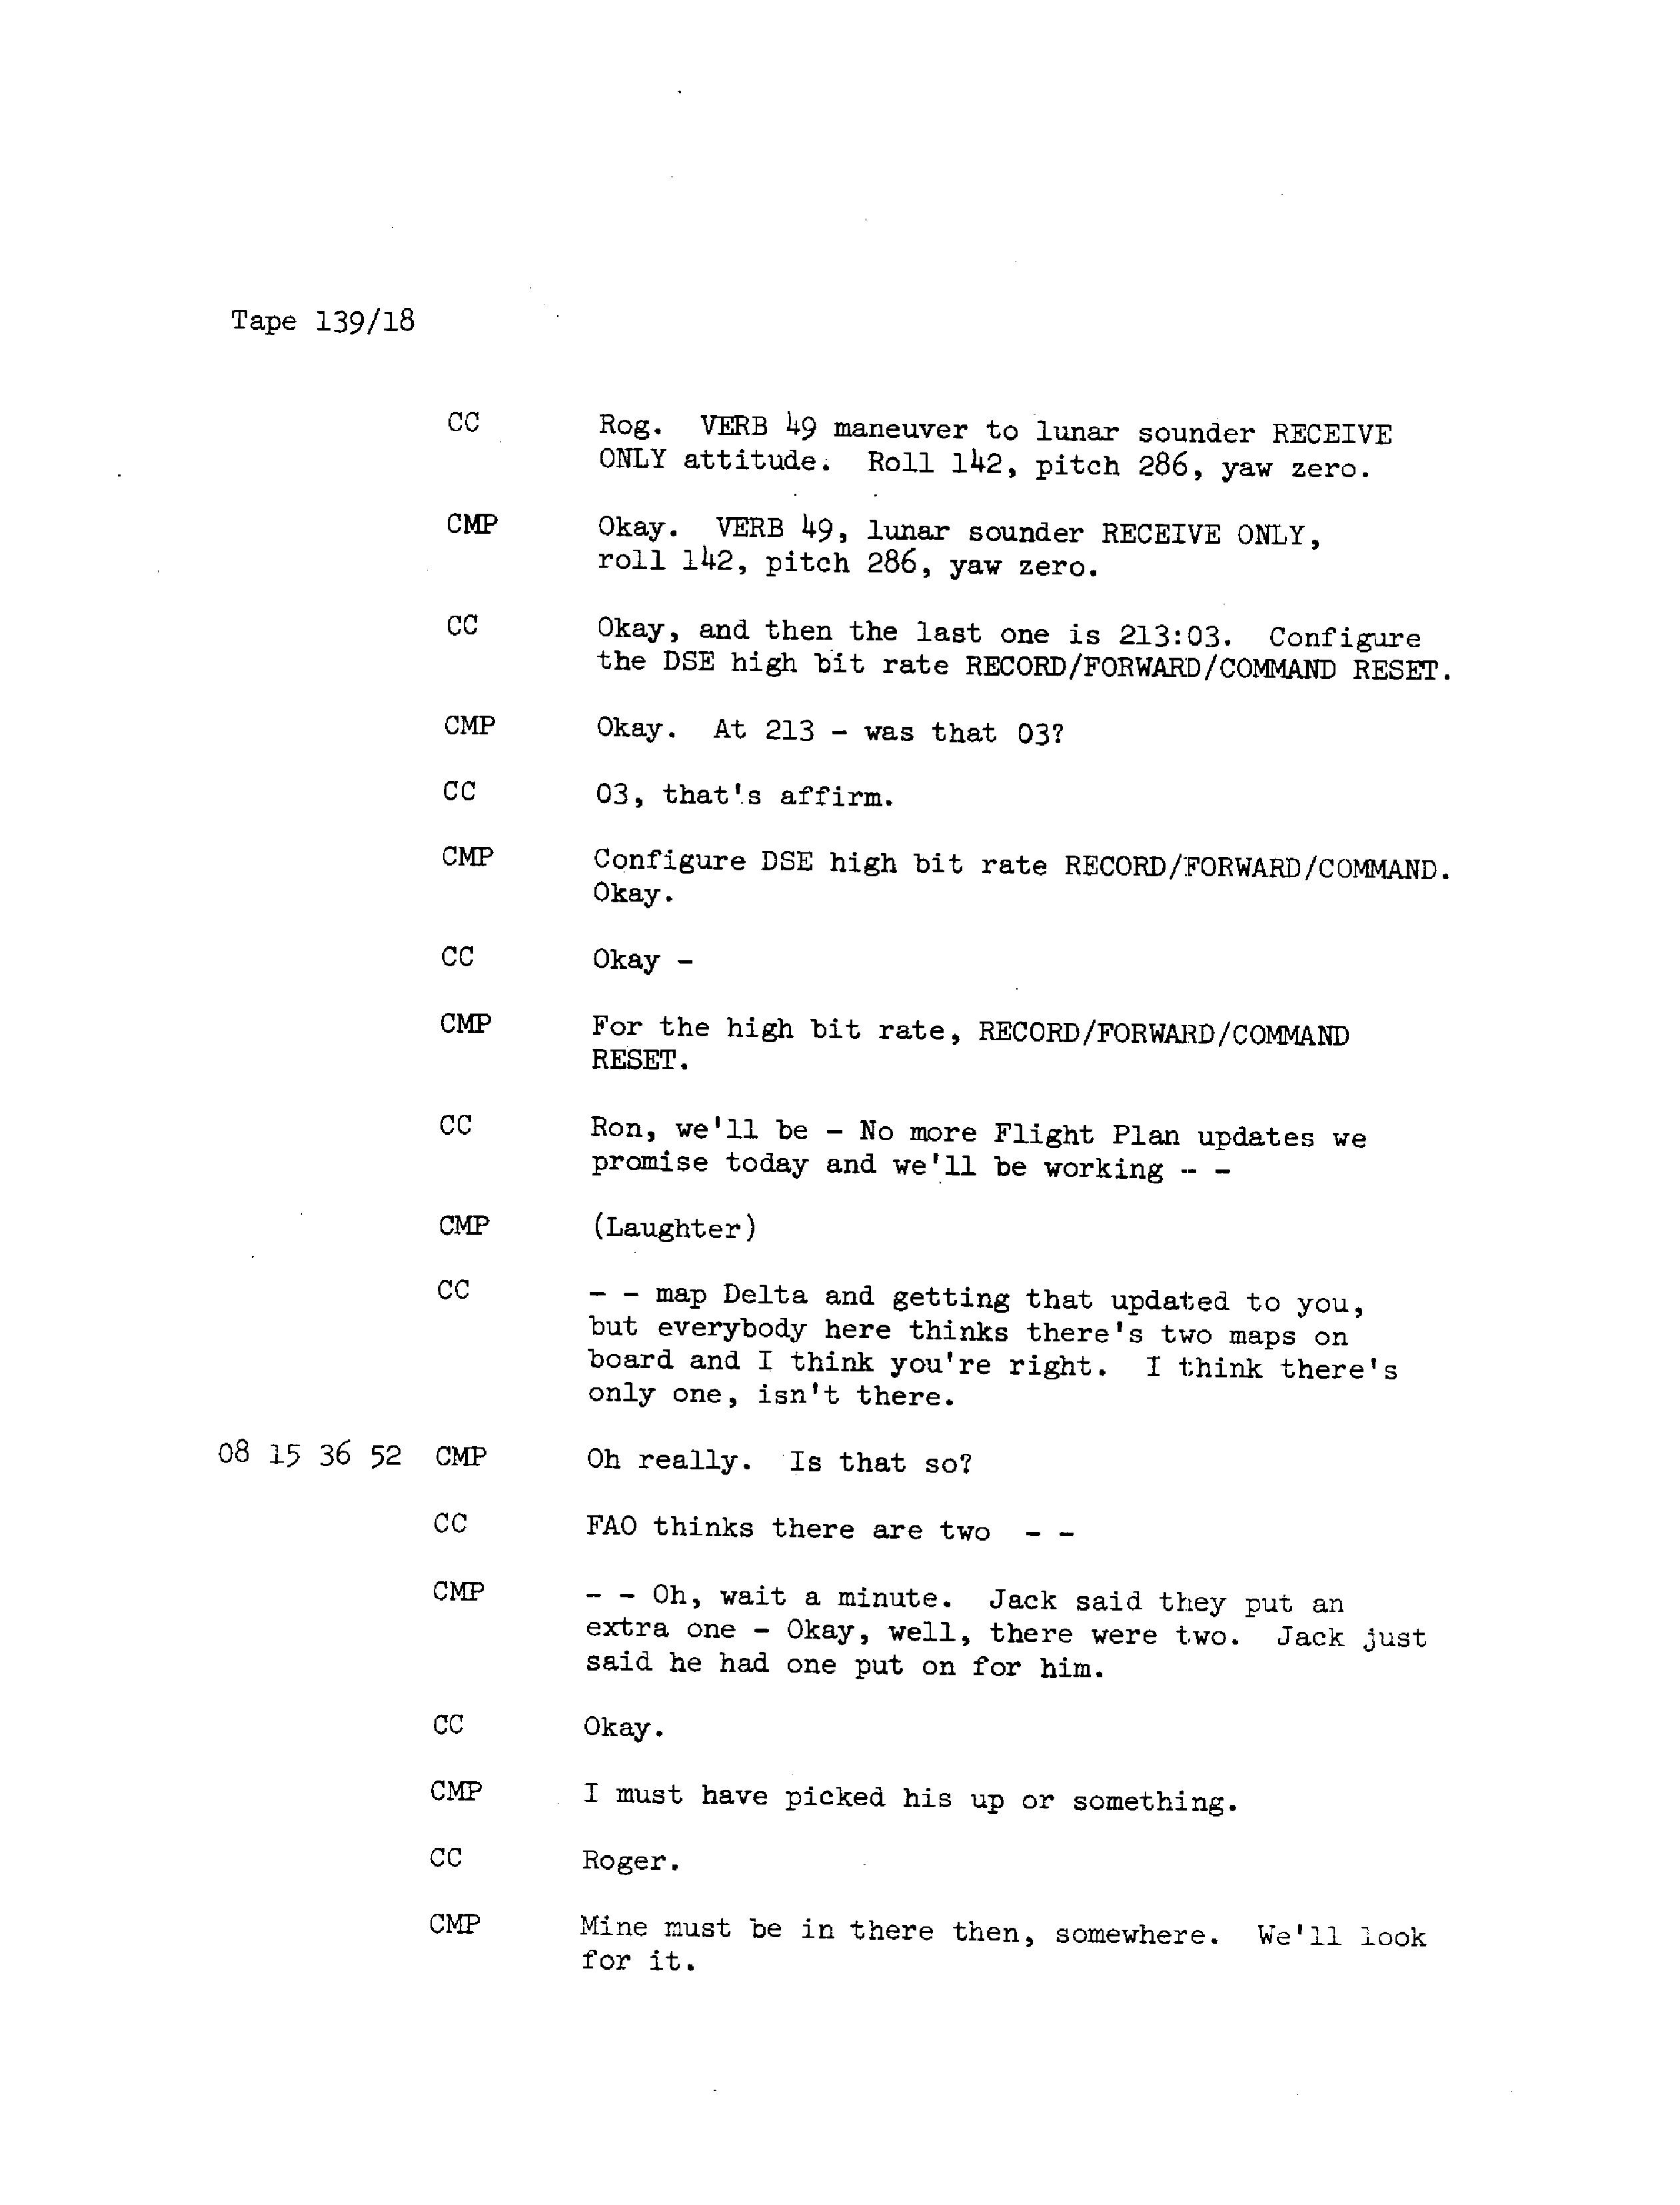 Tape 139/18
CC Rog. VERB 49 maneuver to lunar sounder RECEIVE
ONLY attitude. Roll 142, pitch 286, yaw zero.
CMP Okay. VERB 49, lunar sounder RECEIVE ONLY,
roll 142, pitch 286, yaw zero.
CC Okay, and then the last one is 213:03. Configure
the DSE high bit rate RECORD/FORWARD/COMMAND RESET.
CMP Okay. At 213 - was that 03?
CC 03, that's affirm.
CMP Configure DSE high bit rate RECORD/FORWARD/COMMAND.
Okay.
CC Okay -
CMP For the high bit rate, RECORD/FORWARD/COMMAND
RESET.
CC Ron, we'll be - No more Flight Plan updates we
promise today and we'll be working - -
CMP (Laughter)
CC - - map Delta and getting that updated to you,
but everybody here thinks there's two maps on
board and I think you're right. I think there's
only one, isn't there.
08 15 36 52 CMP Oh really. Is that so?
CC FAO thinks there are two - -
CMP - - Oh, wait a minute. Jack said they put an
extra one - Okay, well, there were two. Jack just
said he had one put on for him.
CC Okay.
CMP I must have picked his up or something.
CC Roger.
CMP Mine must be in there then, somewhere. We'll look
for it.